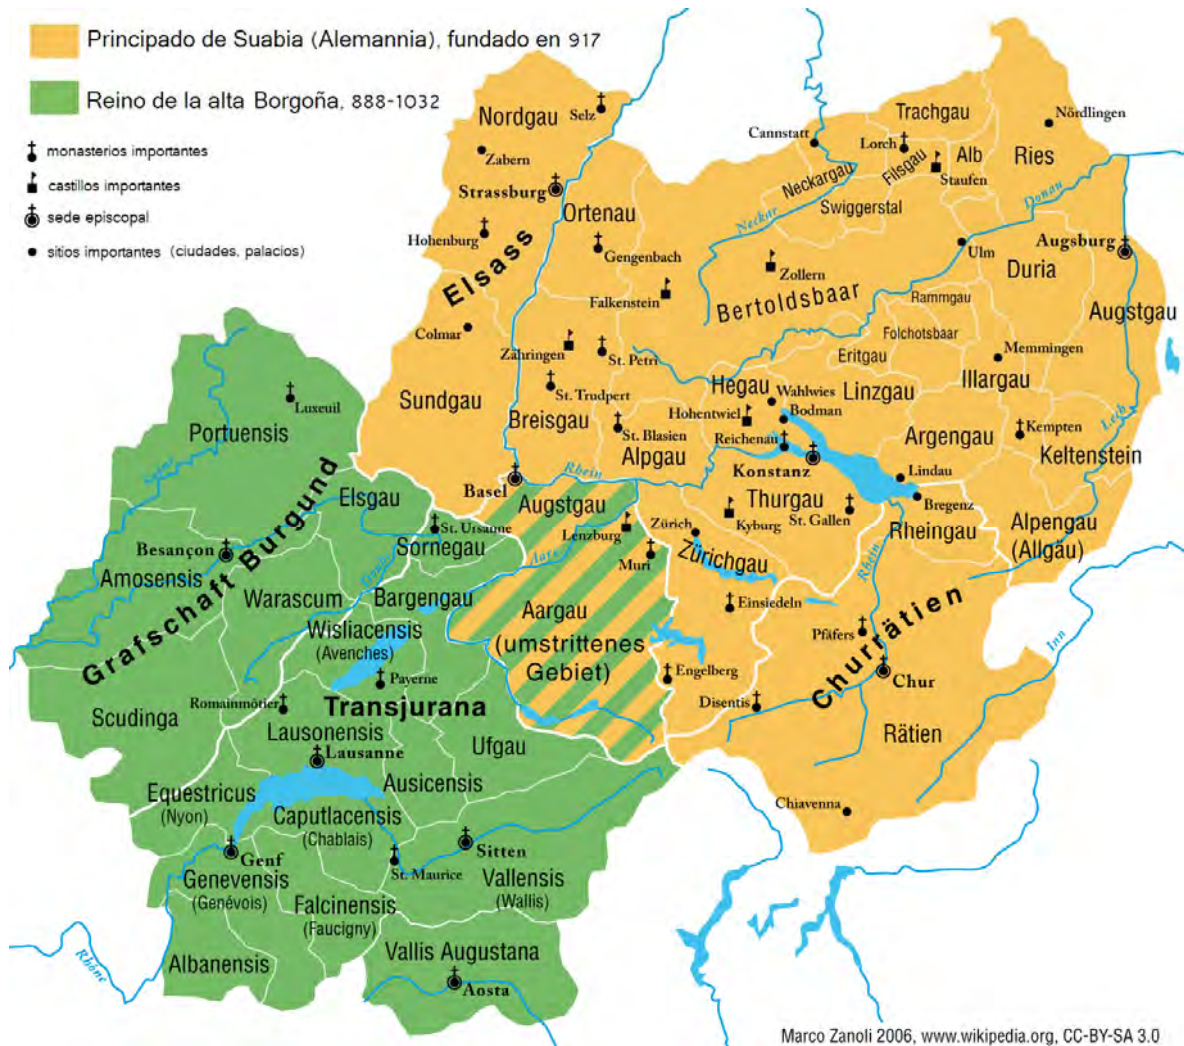 Principado de Suabia (Alemannia), fundado en 917
Reino de la alta Borgoña, 888-1032
monasterios importantes
castillos importantes
sede episcopal
sitios importantes (ciudades, palacios)
Nordgau
Selz
Zabern
Strassburg
Ortenau
Hohenburg
Gengenbach
Elsass
Falkenstein
Colmar
Zähringen
St. Petri
St. Trudpert
Sundgau
Breisgau
St. Blasien
Alpgau
Basel
Rhein
Cannstatt
Neckargau
Neckar
Trachgau
Lorch
Filsgau
Alb
Staufen
Swiggerstal
Ries
Nördlingen
Donau
Ulm
Augsburg
Duria
Augstgau
Zollern
Bertoldsbaar
Rammgau
Folchotsbaar
Eritgau
Memmingen
Illargau
Hegau
Wahlwies
Linzgau
Hohentwiel
Bodman
Reichenau
Konstanz
Argengau
Kempten
Lech
Keltenstein
Lindau
Bregenz
Thurgau
Kyburg
St. Gallen
Rheingau
Alpengau
(Allgäu)
Zürich
Zürichgau
Einsiedeln
Rhein
Pfäfers
Churrätien
Inn
Engelberg
Disentis
Chur
Rätien
Chiavenna
Augstgau
Lenzburg
Aare
Muri
Aargau
(umstrittenes
Gebiet)
Luxeuil
Portuensis
Saône
Grafschaft Burgund
Elsgau
St. Ursanne
Sornegau
Besançon
Amosensis
Doubs
Warascum
Bargengau
Wisliacensis
(Avenches)
Payerne
Romainmôtier
Scudinga
Transjurana
Lausonensis
Ufgau
Lausanne
Equestricus
(Nyon)
Ausicensis
Caputlacensis
(Chablais)
Genf
Sitten
St. Maurice
Genevensis
(Genévois)
Falcinensis
(Faucigny)
Vallensis
(Wallis)
Rhône
Albanensis
Vallis Augustana
Aosta
Marco Zanoli 2006, www.wikipedia.org, CC-BY-SA 3.0